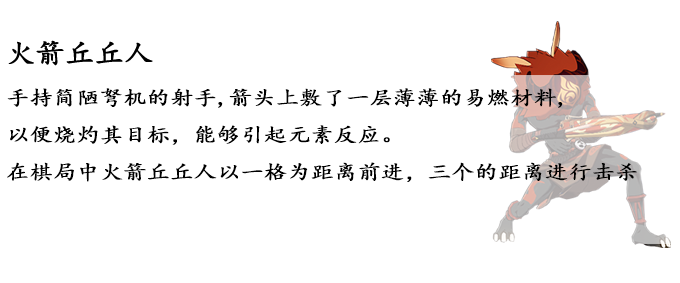 火箭丘丘人
手持简陋弩机的射手,箭头上敷了一层薄薄的易燃材料,
以便烧灼其目标，能够引起元素反应。
在棋局中火箭丘丘人以一格为距离前进，三个的距离进行击杀